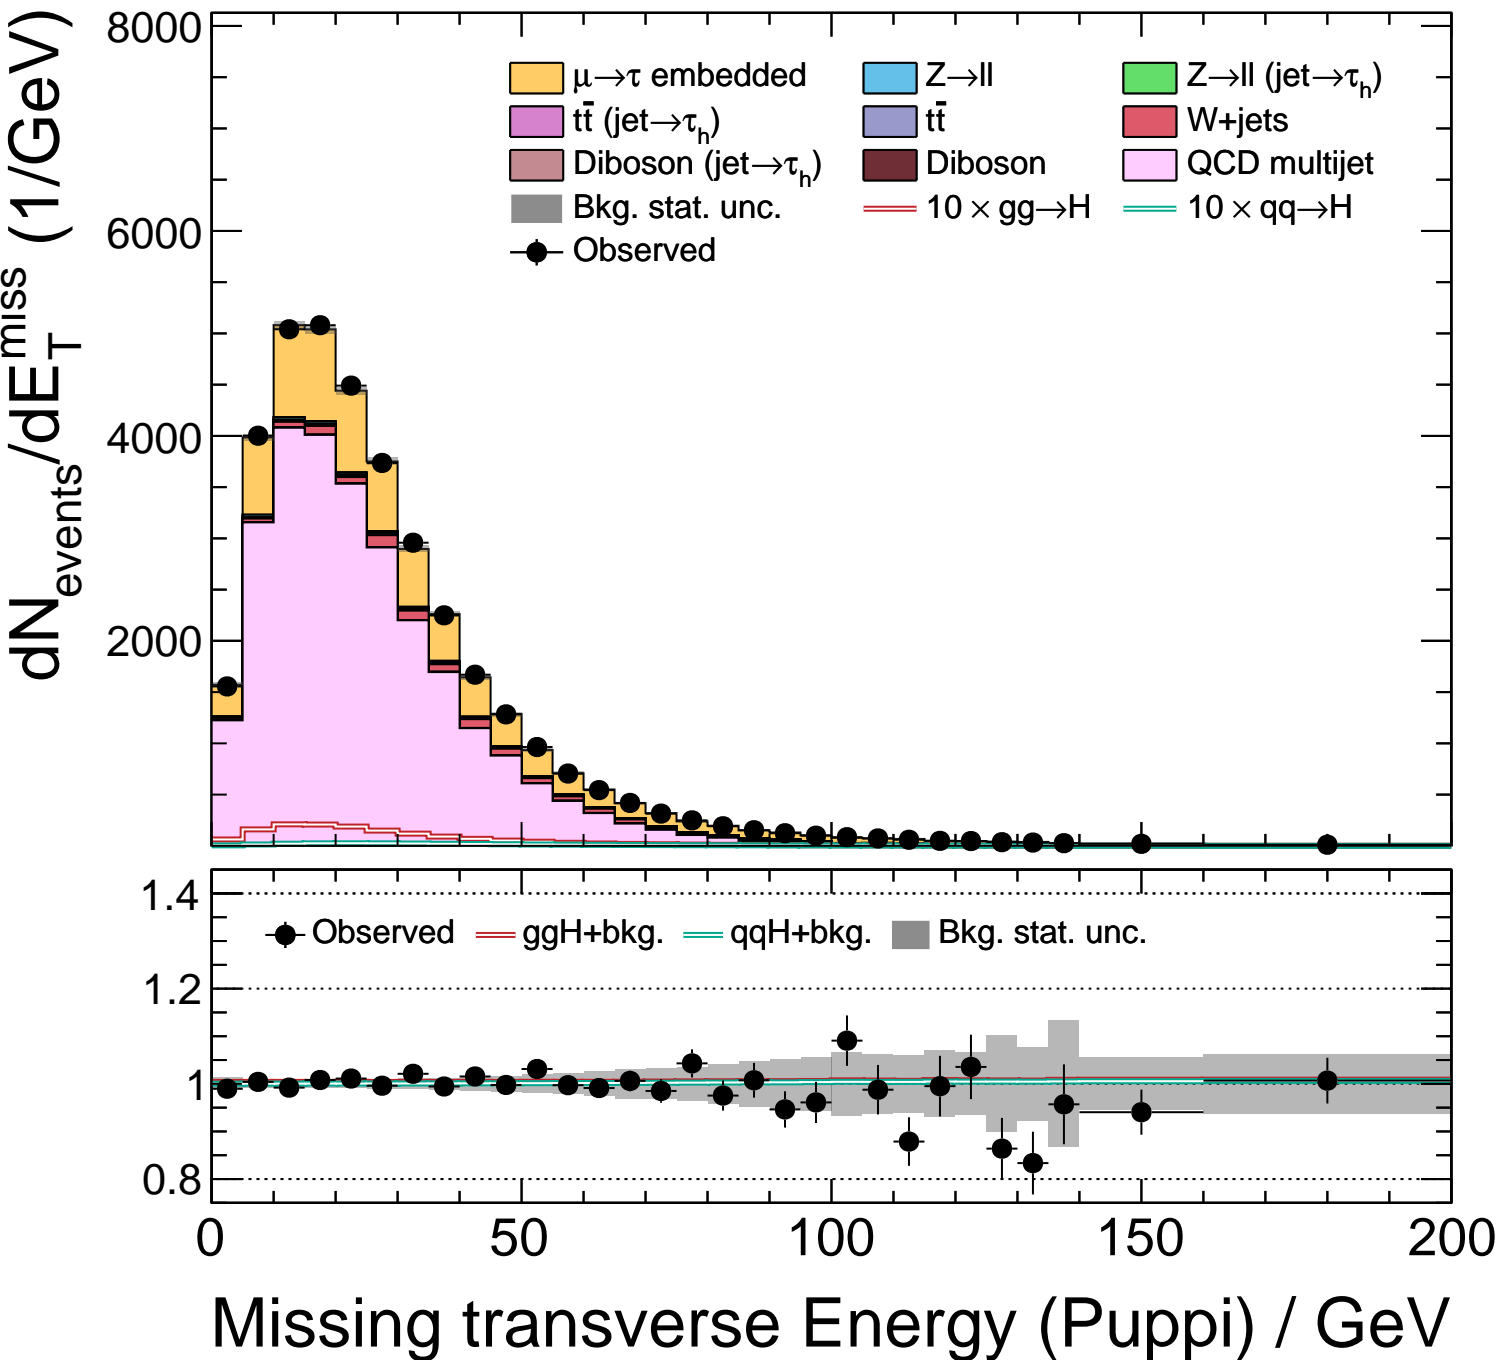 dN_events/dE_T^miss (1/GeV)
8000
6000
4000
2000
μ→τ embedded Z→ll Z→ll (jet→τ_h)
tt̄ (jet→τ_h) tt̄ W+jets
Diboson (jet→τ_h) Diboson QCD multijet
Bkg. stat. unc. 10 × gg→H 10 × qq→H
Observed
1.4
1.2
1
0.8
Observed ggH+bkg. qqH+bkg. Bkg. stat. unc.
0 50 100 150 200
Missing transverse Energy (Puppi) / GeV